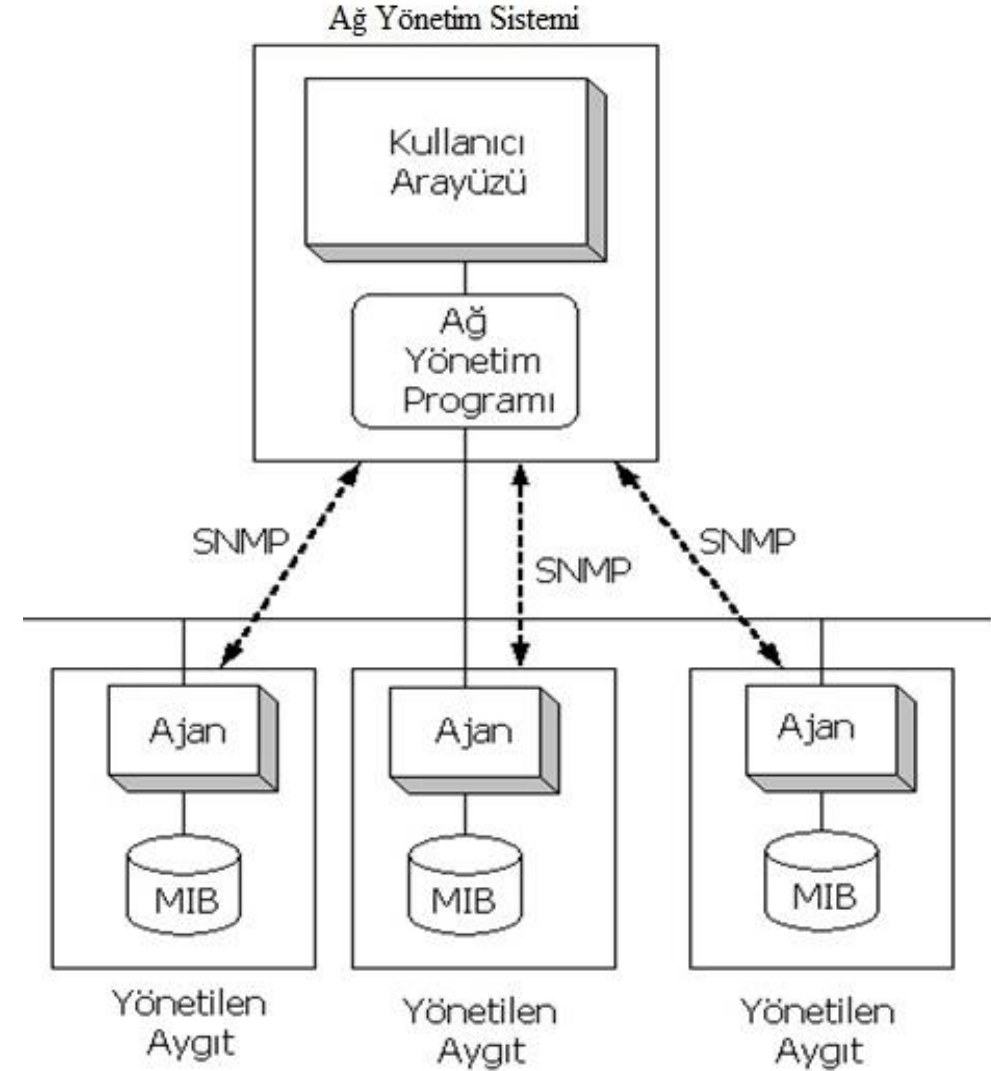 Ağ Yönetim Sistemi
Kullanıcı
Arayüzü
Ağ
Yönetim
Programı
SNMP
SNMP
SNMP
Ajan
Ajan
Ajan
MIB
MIB
MIB
Yönetilen
Aygıt
Yönetilen
Aygıt
Yönetilen
Aygıt